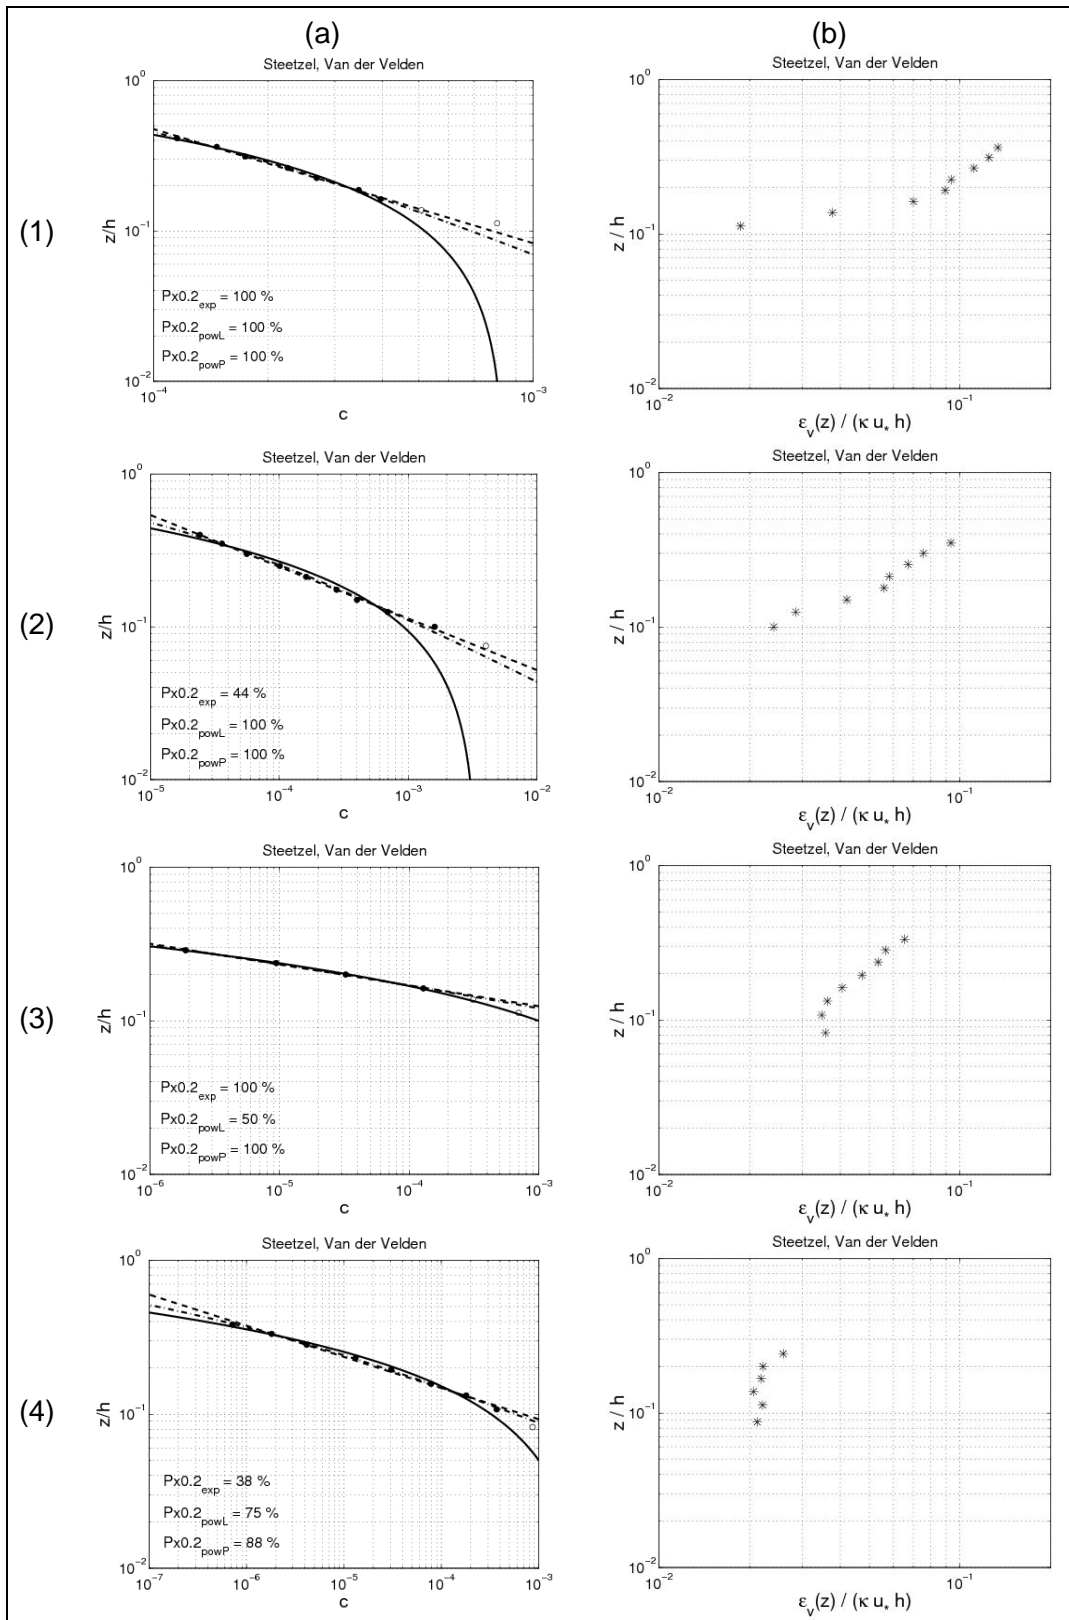 (a)
(b)
(1)
Steetzel, Van der Velden
10^0
10^-1
10^-2
z/h
Px0.2_exp = 100 %
Px0.2_powL = 100 %
Px0.2_powP = 100 %
10^-4
10^-3
c
Steetzel, Van der Velden
10^0
10^-1
10^-2
z / h
10^-2
10^-1
ε_v(z) / (κ u_* h)
(2)
Steetzel, Van der Velden
10^0
10^-1
10^-2
z/h
Px0.2_exp = 44 %
Px0.2_powL = 100 %
Px0.2_powP = 100 %
10^-5
10^-4
10^-3
10^-2
c
Steetzel, Van der Velden
10^0
10^-1
10^-2
z / h
10^-2
10^-1
ε_v(z) / (κ u_* h)
(3)
Steetzel, Van der Velden
10^0
10^-1
10^-2
z/h
Px0.2_exp = 100 %
Px0.2_powL = 50 %
Px0.2_powP = 100 %
10^-6
10^-5
10^-4
10^-3
c
Steetzel, Van der Velden
10^0
10^-1
10^-2
z / h
10^-2
10^-1
ε_v(z) / (κ u_* h)
(4)
Steetzel, Van der Velden
10^0
10^-1
10^-2
z/h
Px0.2_exp = 38 %
Px0.2_powL = 75 %
Px0.2_powP = 88 %
10^-7
10^-6
10^-5
10^-4
10^-3
c
Steetzel, Van der Velden
10^0
10^-1
10^-2
z / h
10^-2
10^-1
ε_v(z) / (κ u_* h)